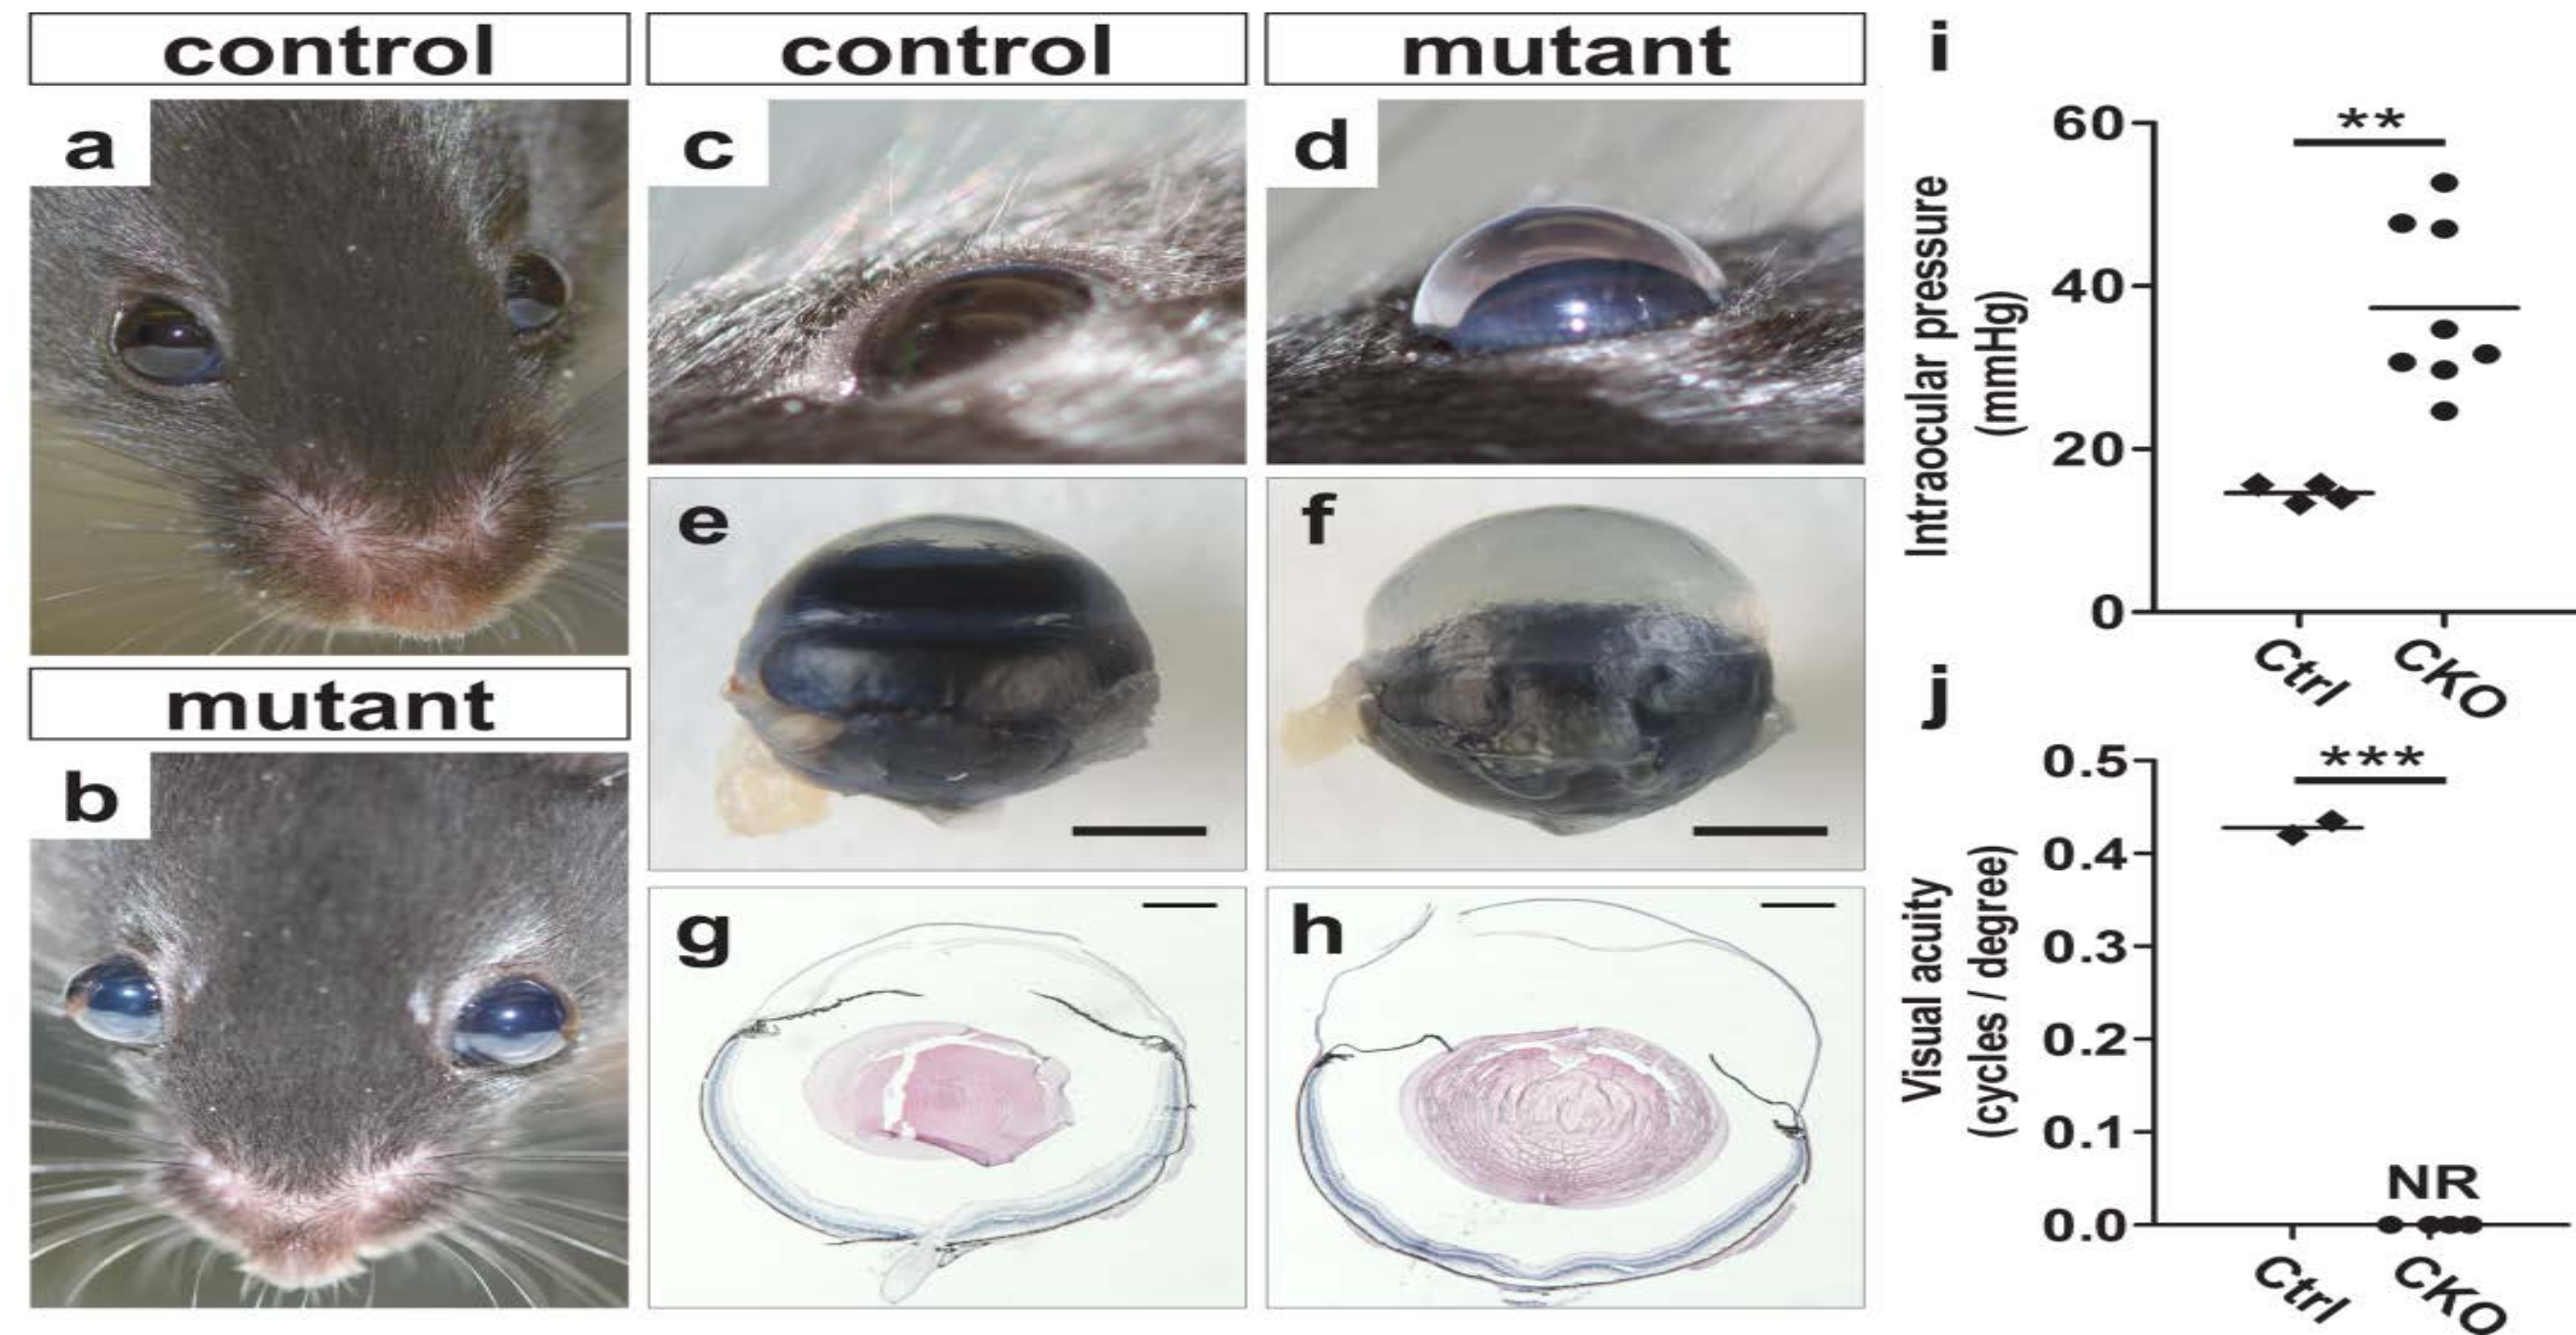 control
control
mutant
a
c
d
e
f
mutant
b
g
h
i
**
Intraocular pressure
(mmHg)
60
40
20
0
Ctrl
CKO
j
***
Visual acuity
(cycles / degree)
0.5
0.4
0.3
0.2
0.1
0.0
NR
Ctrl
CKO